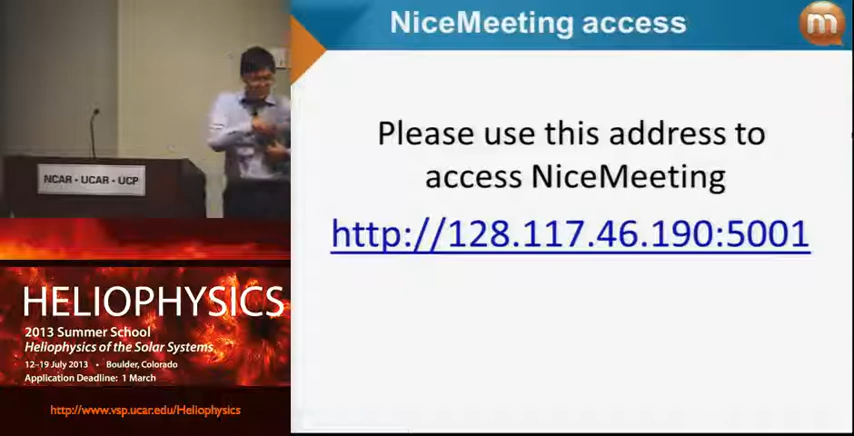 NiceMeeting access
m
Please use this address to
access NiceMeeting
http://128.117.46.190:5001
NCAR - UCAR - UCP
HELIOPHYSICS
2013 Summer School
Heliophysics of the Solar Systems
12–19 July 2013 • Boulder, Colorado
Application Deadline: 1 March
http://www.vsp.ucar.edu/Heliophysics